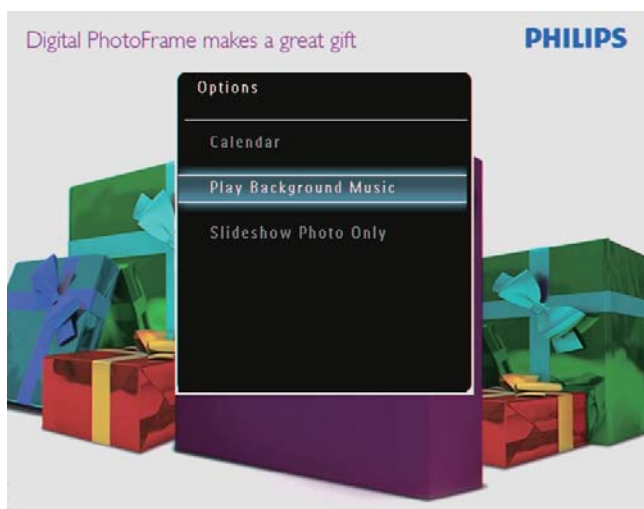 Digital PhotoFrame makes a great gift
PHILIPS
Options
Calendar
Play Background Music
Slideshow Photo Only